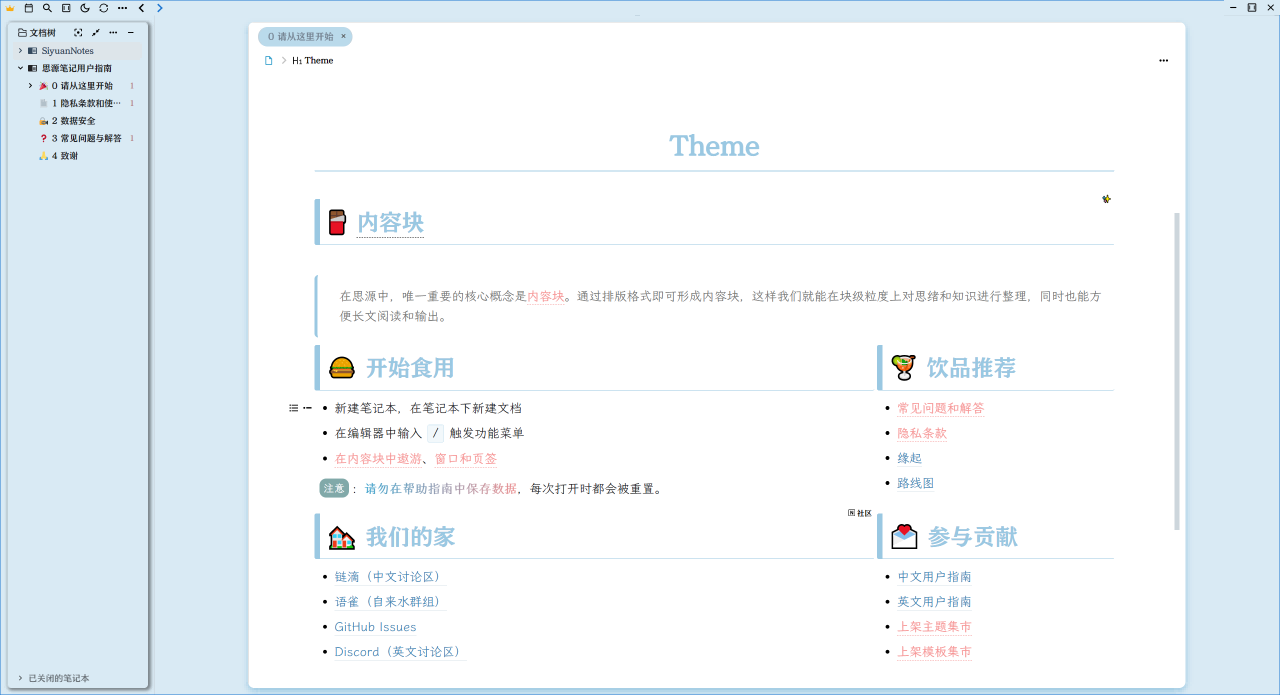 文档树
SiyuanNotes
思源笔记用户指南
0 请从这里开始 1
1 隐私条款和使… 1
2 数据安全
3 常见问题与解答 1
4 致谢
已关闭的笔记本
0 请从这里开始 ×
H1 Theme
Theme
内容块
在思源中，唯一重要的核心概念是内容块。通过排版格式即可形成内容块，这样我们就能在块级粒度上对思绪和知识进行整理，同时也能方
便长文阅读和输出。
开始食用
新建笔记本，在笔记本下新建文档
在编辑器中输入 / 触发功能菜单
在内容块中遨游、窗口和页签
注意 ：请勿在帮助指南中保存数据，每次打开时都会被重置。
饮品推荐
常见问题和解答
隐私条款
缘起
路线图
社区
我们的家
链滴（中文讨论区）
语雀（自来水群组）
GitHub Issues
Discord（英文讨论区）
参与贡献
中文用户指南
英文用户指南
上架主题集市
上架模板集市